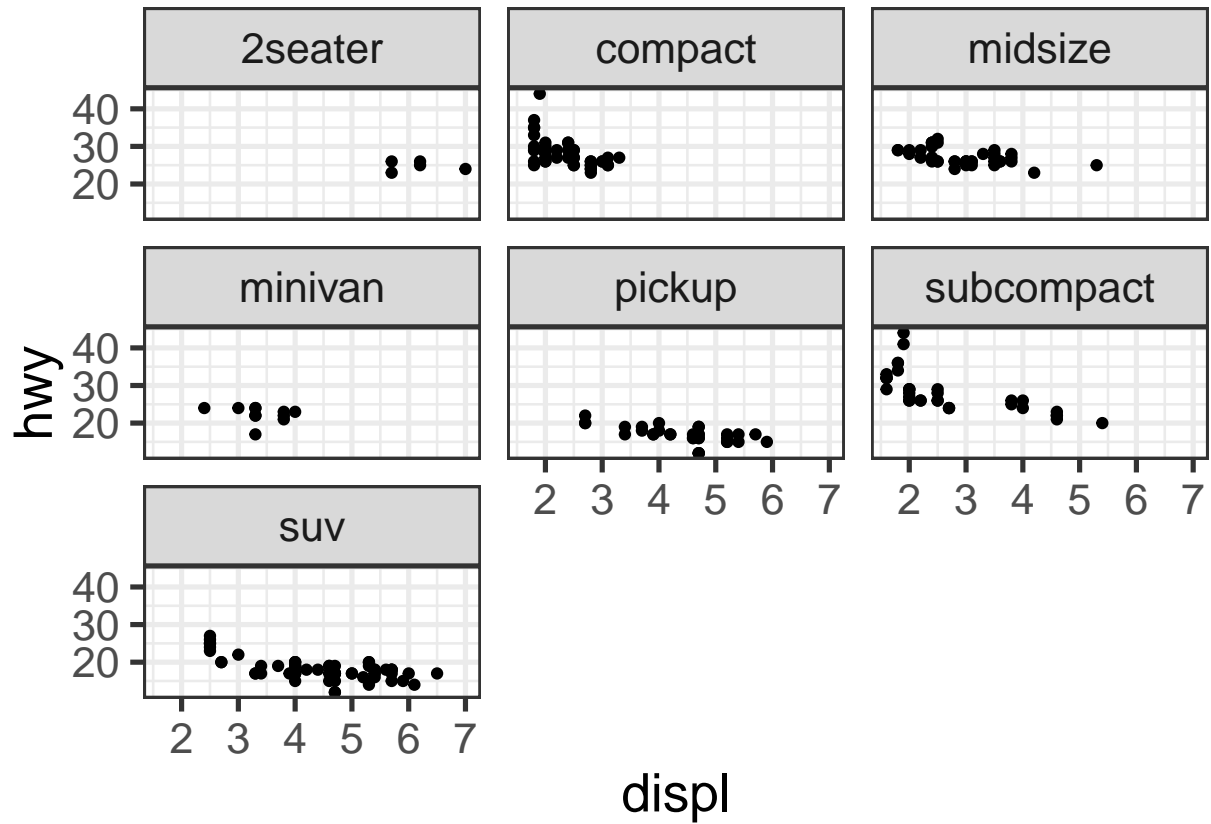 2seater compact midsize
40
30
20
minivan pickup subcompact
40
30
20
hwy
2 3 4 5 6 7 2 3 4 5 6 7
suv
40
30
20
2 3 4 5 6 7
displ